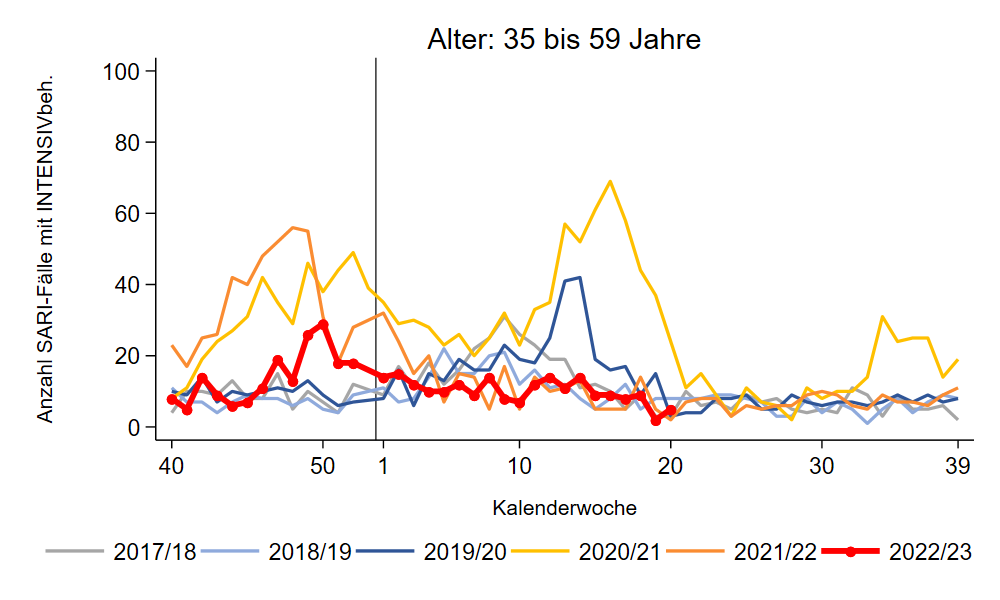 Alter: 35 bis 59 Jahre
Anzahl SARI-Fälle mit INTENSIVbeh.
100
80
60
40
20
0
40 50 1 10 20 30 39
Kalenderwoche
2017/18 2018/19 2019/20 2020/21 2021/22 2022/23